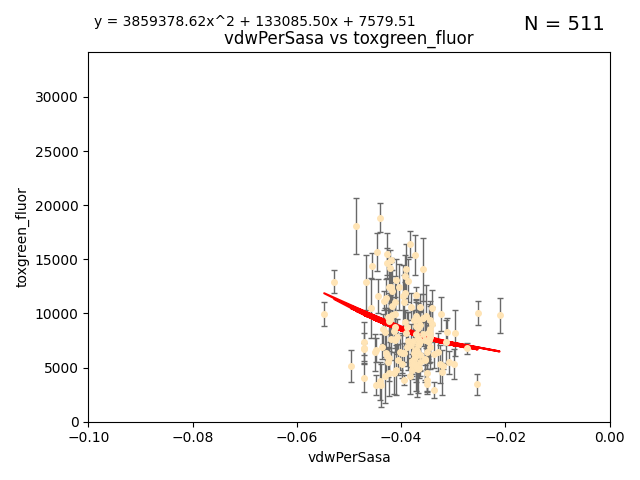 y = 3859378.62x^2 + 133085.50x + 7579.51
N = 511
vdwPerSasa vs toxgreen_fluor
30000
25000
20000
15000
10000
5000
0
toxgreen_fluor
−0.10 −0.08 −0.06 −0.04 −0.02 0.00
vdwPerSasa